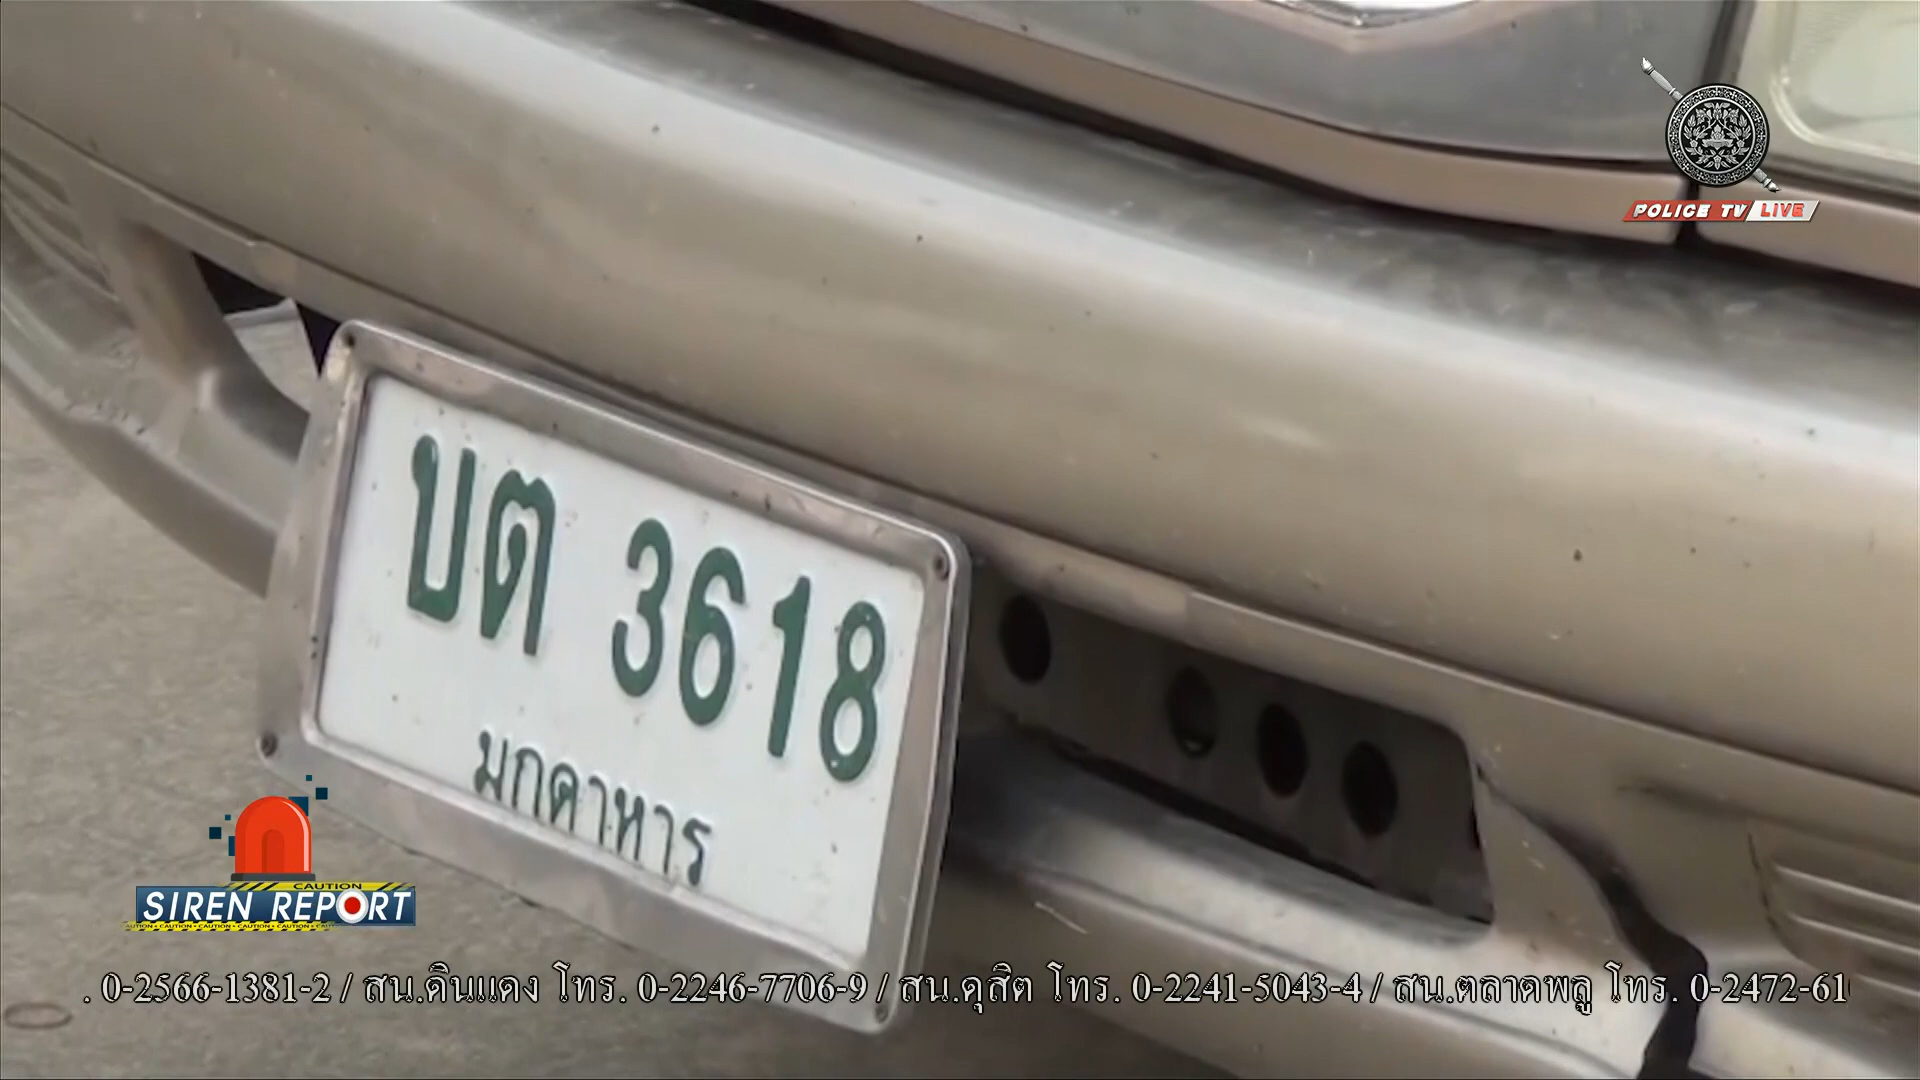 POLICE TV LIVE
บต 3618
มุกดาหาร
CAUTION
SIREN REPORT
. 0-2566-1381-2 / สน.ดินแดง โทร. 0-2246-7706-9 / สน.ดุสิต โทร. 0-2241-5043-4 / สน.ตลาดพลู โทร. 0-2472-61